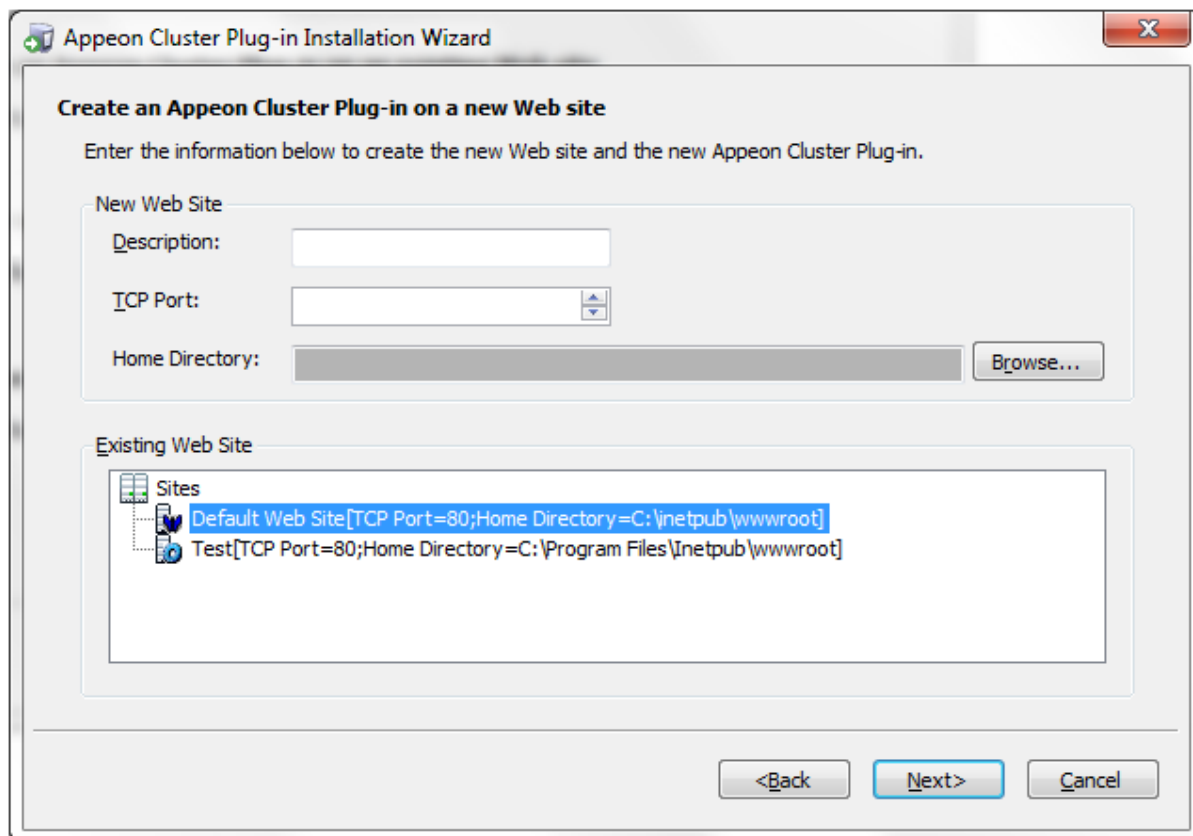 Appeon Cluster Plug-in Installation Wizard
Create an Appeon Cluster Plug-in on a new Web site
Enter the information below to create the new Web site and the new Appeon Cluster Plug-in.
New Web Site
Description:
TCP Port:
Home Directory:
Browse...
Existing Web Site
Sites
Default Web Site[TCP Port=80;Home Directory=C:\inetpub\wwwroot]
Test[TCP Port=80;Home Directory=C:\Program Files\Inetpub\wwwroot]
<Back Next> Cancel